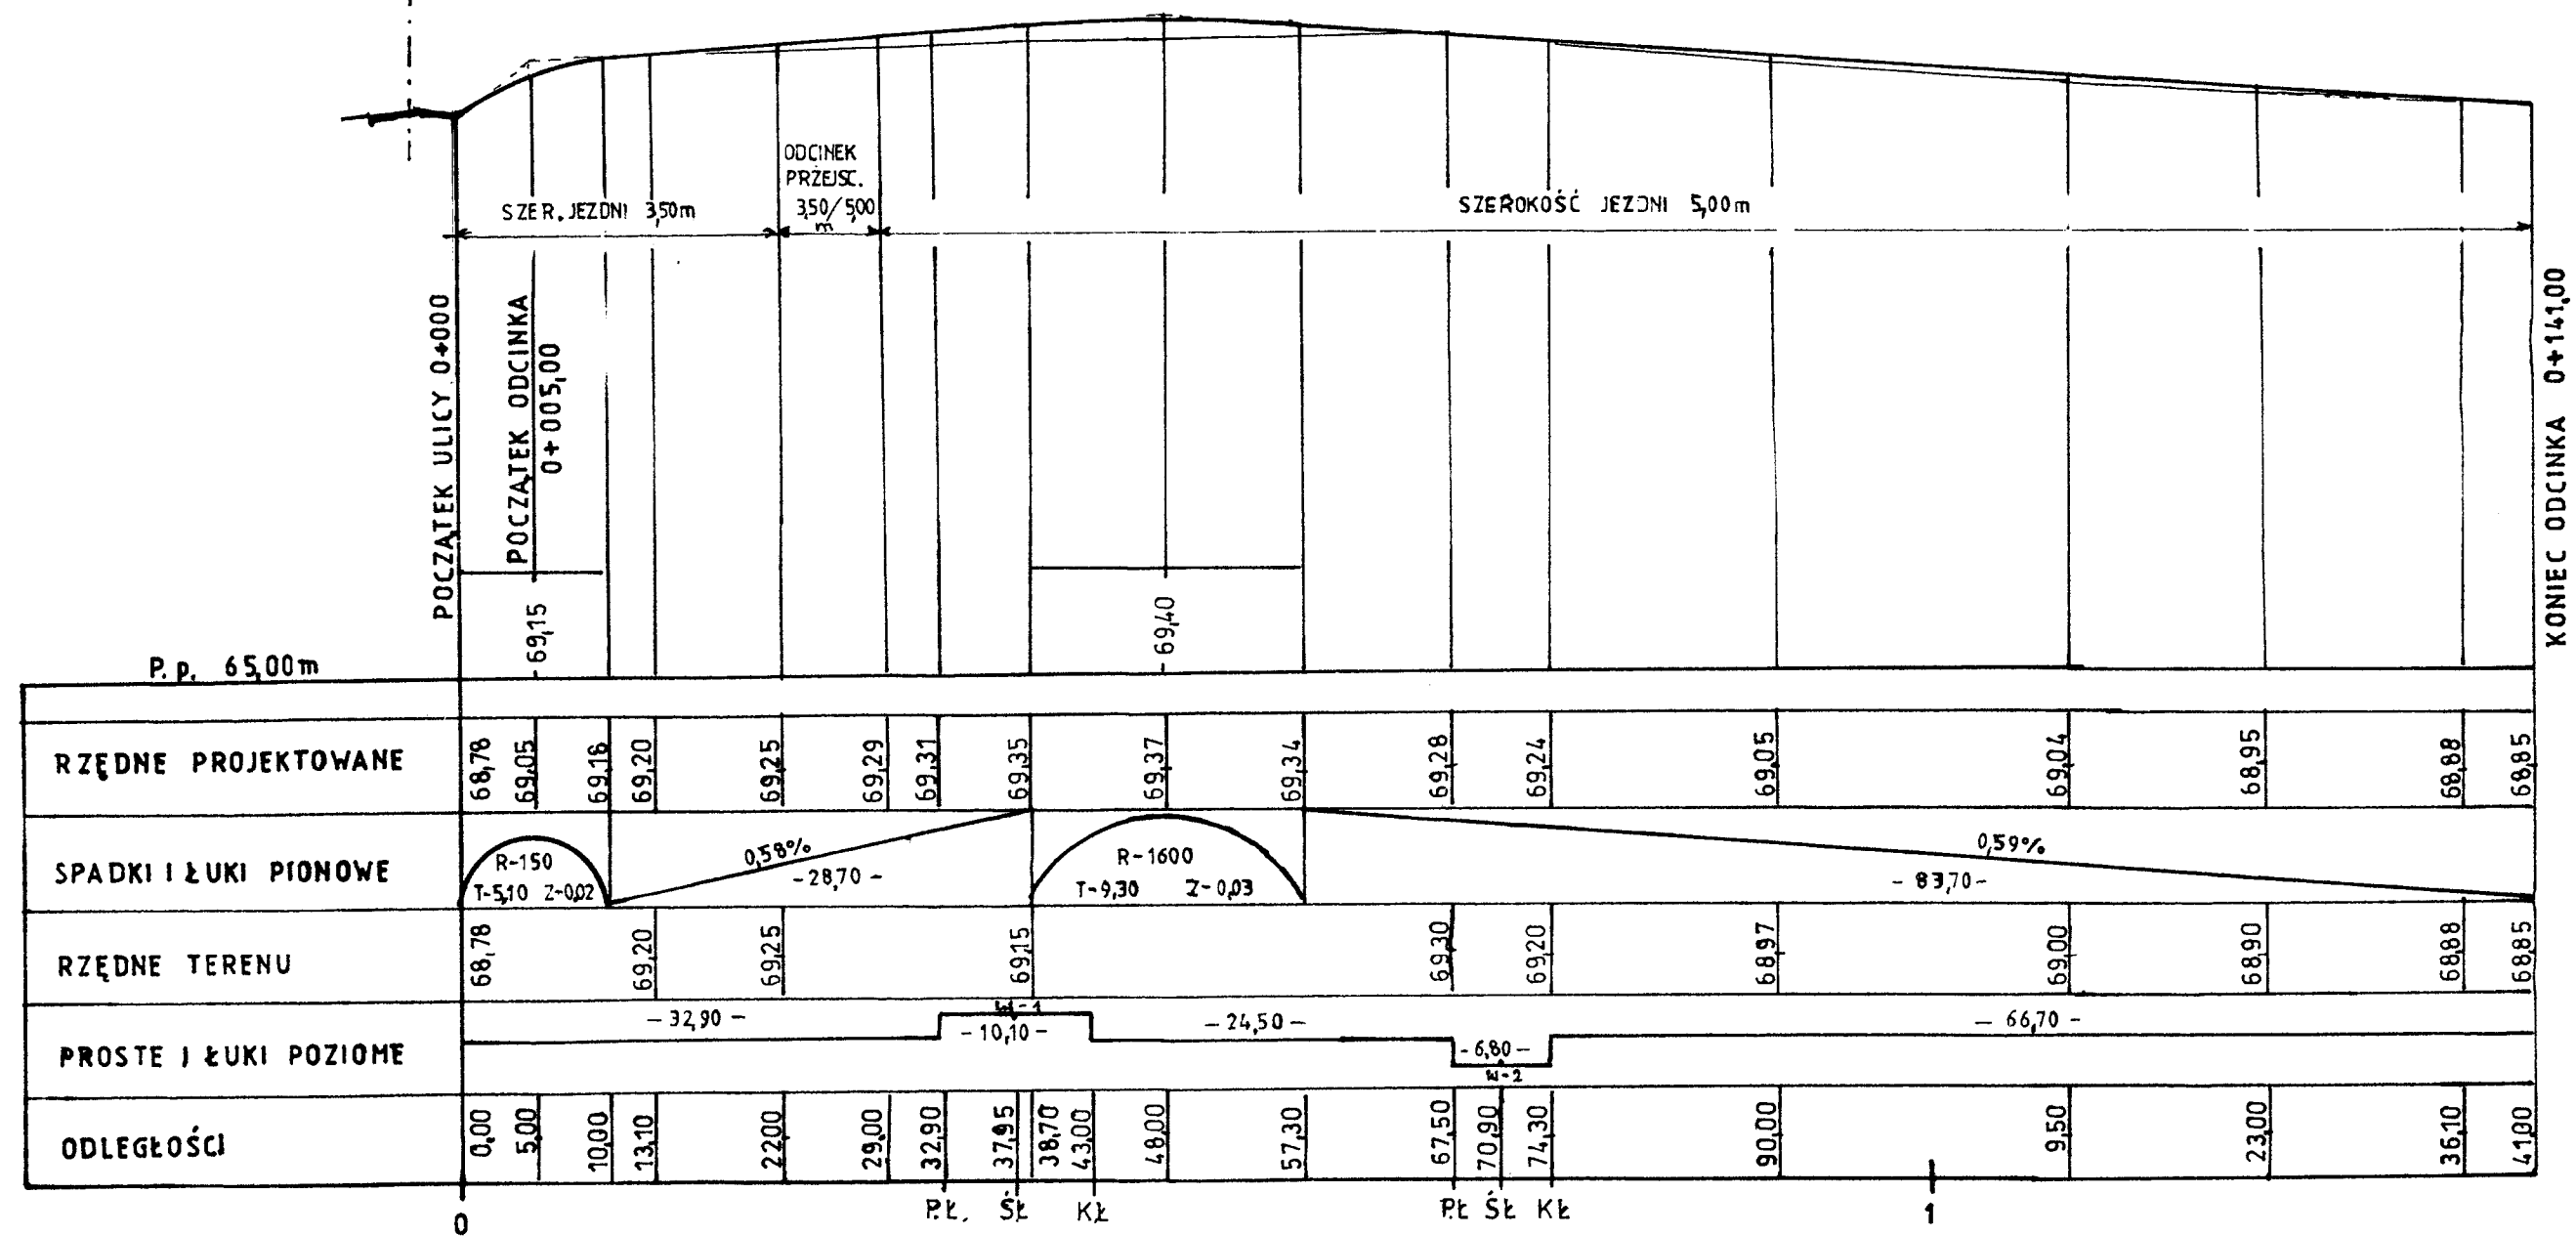 ODCINEK
PRZEJŚC.
3,50/5,00
m
SZER. JEZDNI 3,50m
SZEROKOŚĆ JEZDNI 5,00m
POCZĄTEK ULICY 0+000
POCZĄTEK ODCINKA
0+005,00
KONIEC ODCINKA 0+141,00
69,15
69,40
P.p. 65,00m
RZĘDNE PROJEKTOWANE
68,78 69,05 69,16 69,20 69,25 69,29 69,31 69,35 69,37 69,34 69,28 69,24 69,05 69,04 68,95 68,88 68,85
SPADKI I ŁUKI PIONOWE
R-150
T-5,10 Z-0,02
0,58%
-28,70-
R-1600
T-9,30 Z-0,03
0,59%
-83,70-
RZĘDNE TERENU
68,78 69,20 69,25 69,15 69,30 69,20 68,97 69,00 68,90 68,88 68,85
PROSTE I ŁUKI POZIOME
-32,90-
W-1
-10,10-
-24,50-
-6,80-
W-2
-66,70-
ODLEGŁOŚCI
0,00 5,00 10,00 13,10 22,00 29,00 32,90 37,95 38,70 43,00 48,00 57,30 67,50 70,90 74,30 90,00 9,50 23,00 36,10 41,00
P.Ł. ŚŁ KŁ PŁ ŚŁ KŁ
0 1